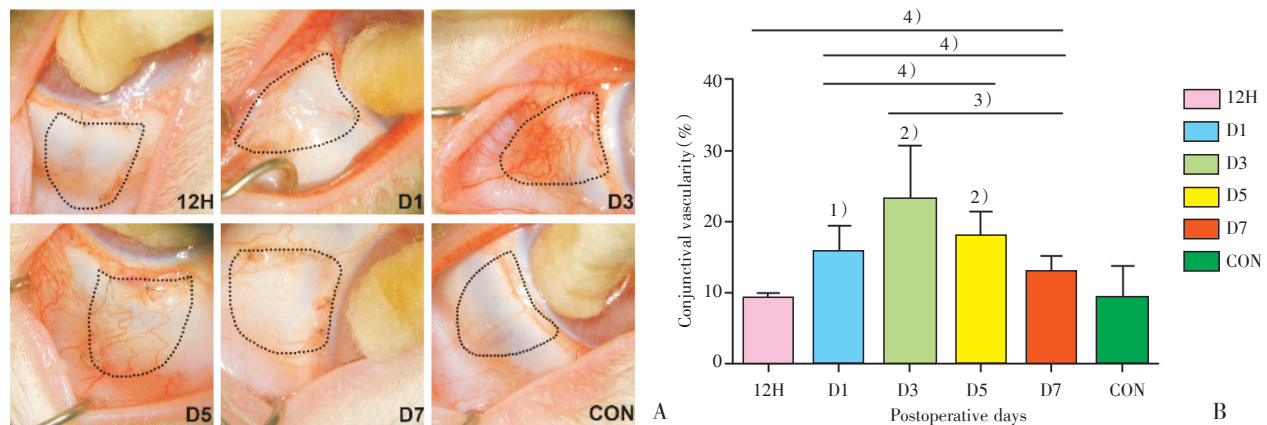 12H
D1
D3
D5
D7
CON
A
4)
4)
4)
3)
2)
1)
2)
40
30
20
10
0
Conjunctival vascularity(%)
12H
D1
D3
D5
D7
CON
Postoperative days
12H
D1
D3
D5
D7
CON
B